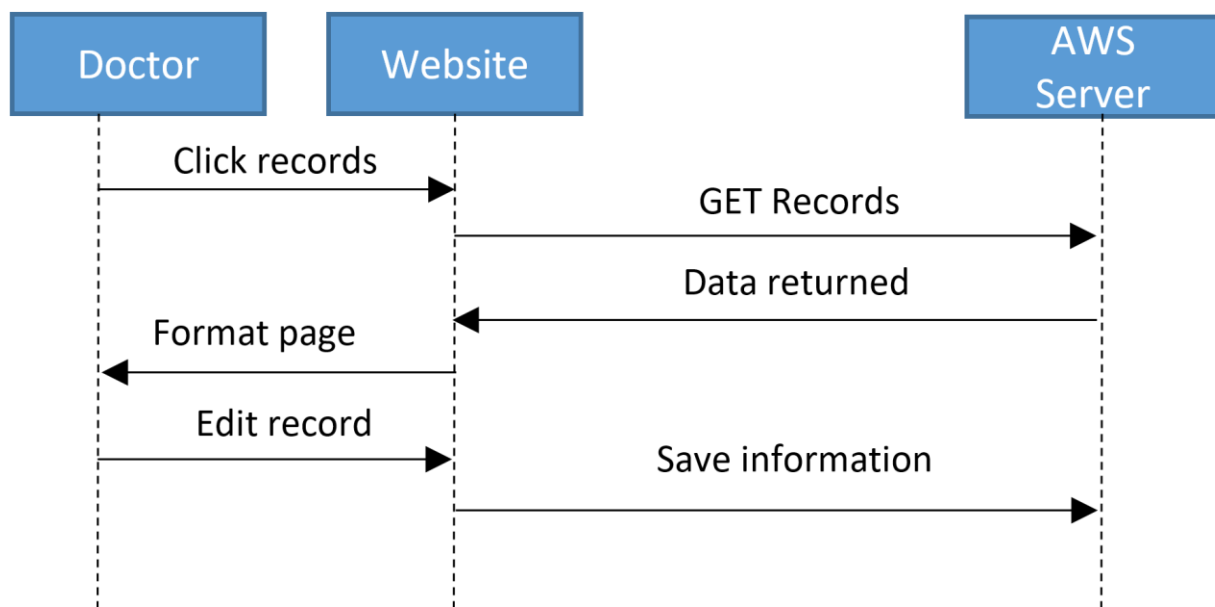 Doctor
Website
AWS
Server
Click records
GET Records
Data returned
Format page
Edit record
Save information